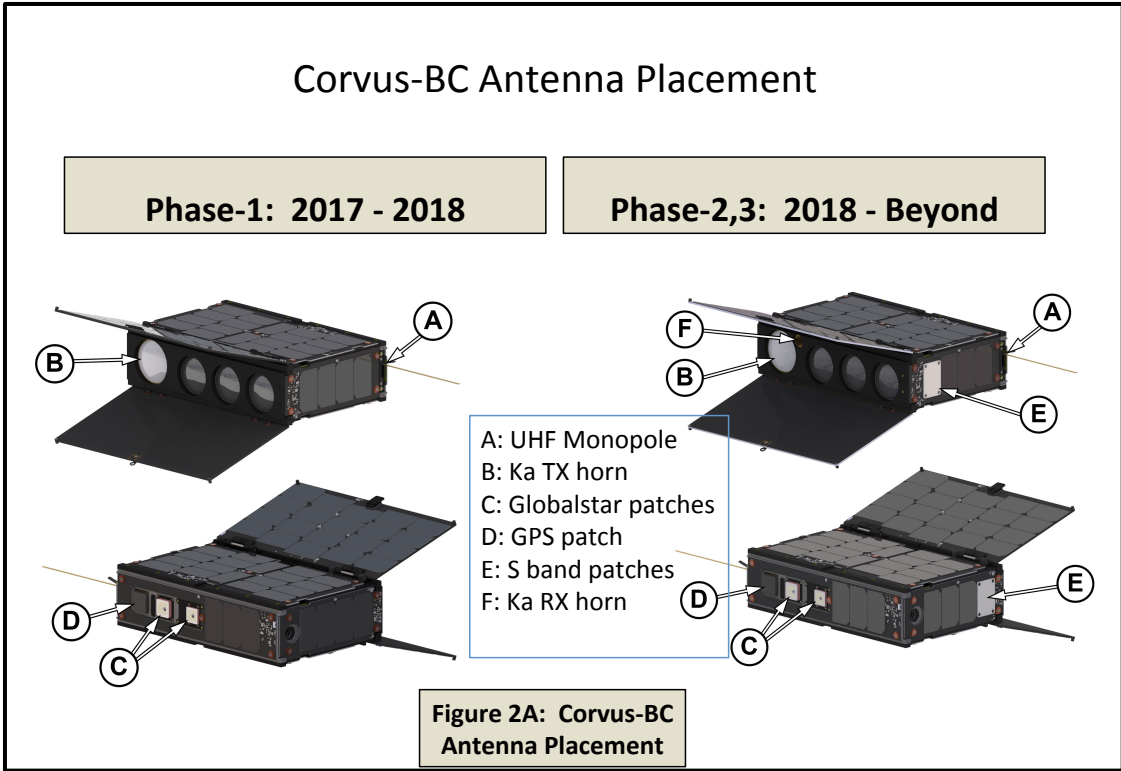 Corvus-BC Antenna Placement
Phase-1: 2017 - 2018
Phase-2,3: 2018 - Beyond
A
B
F
B
A
E
A: UHF Monopole
B: Ka TX horn
C: Globalstar patches
D: GPS patch
E: S band patches
F: Ka RX horn
D
C
D
C
E
Figure 2A: Corvus-BC
Antenna Placement